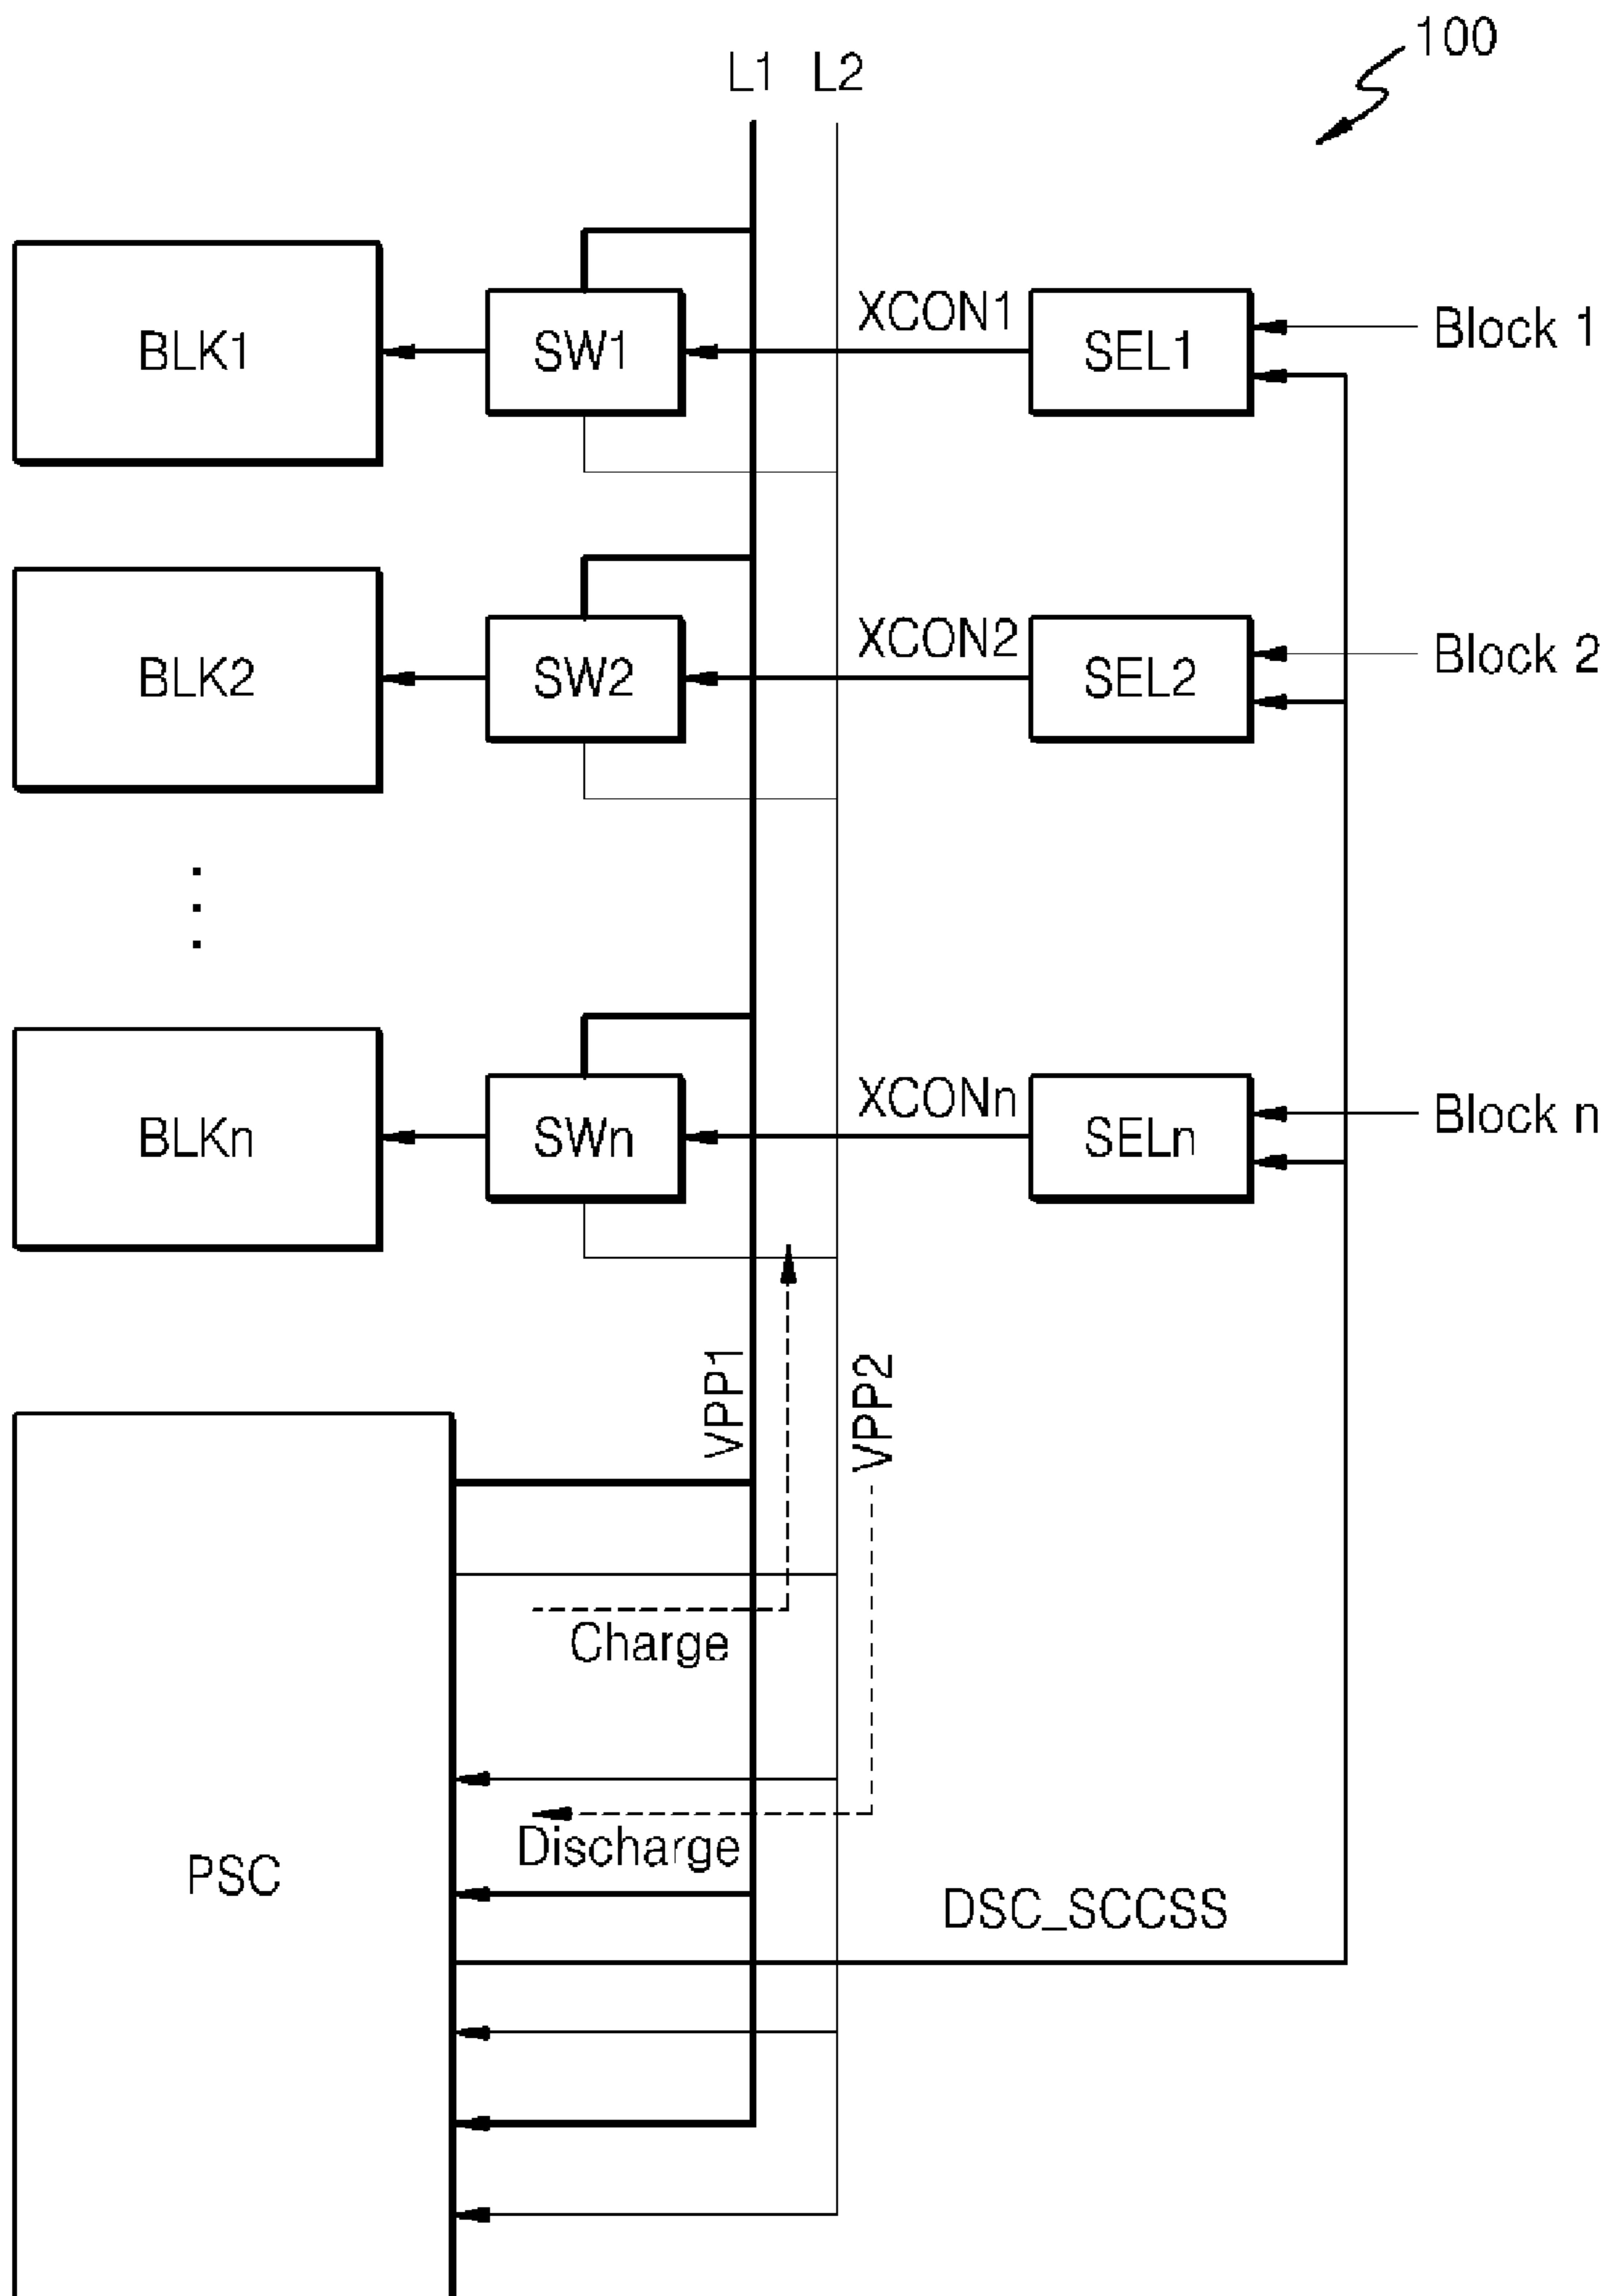 100
L1 L2
BLK1 SW1 XCON1 SEL1 Block 1
BLK2 SW2 XCON2 SEL2 Block 2
BLKn SWn XCONn SELn Block n
VPP1 VPP2
Charge
Discharge
PSC
DSC_SCCSS